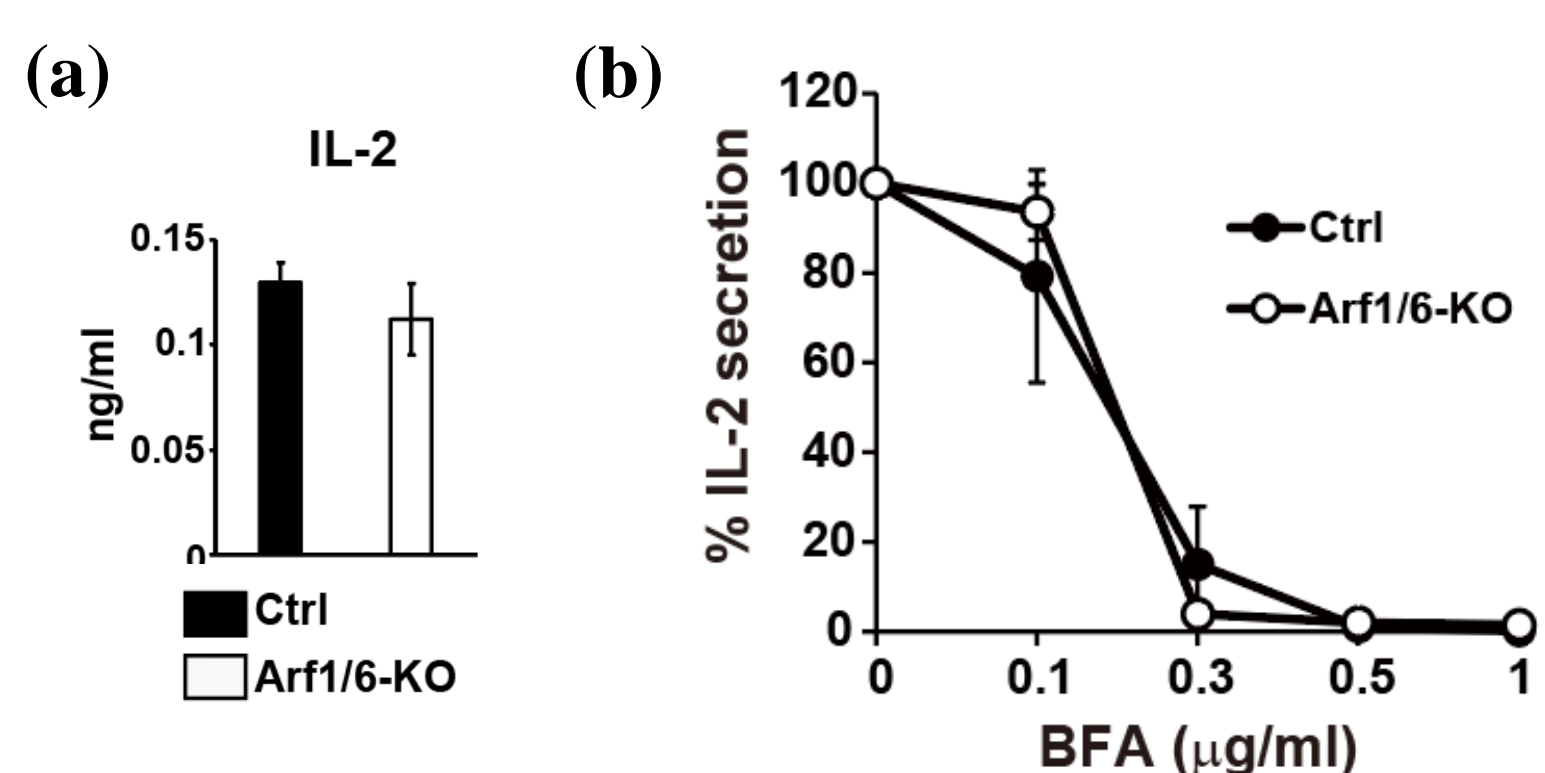 (a)
IL-2
0.15
0.1
0.05
0
ng/ml
Ctrl
Arf1/6-KO
(b)
120
100
80
60
40
20
0
% IL-2 secretion
Ctrl
Arf1/6-KO
0 0.1 0.3 0.5 1
BFA (μg/ml)